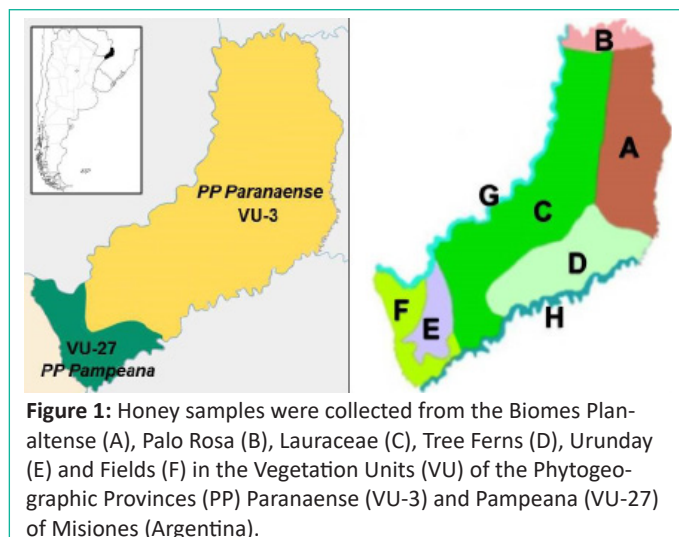 PP Paranaense
VU-3
VU-27
PP Pampeana
B
A
G
C
D
F
E
H
Figure 1: Honey samples were collected from the Biomes Plan-
altense (A), Palo Rosa (B), Lauraceae (C), Tree Ferns (D), Urunday
(E) and Fields (F) in the Vegetation Units (VU) of the Phytogeo-
graphic Provinces (PP) Paranaense (VU-3) and Pampeana (VU-27)
of Misiones (Argentina).